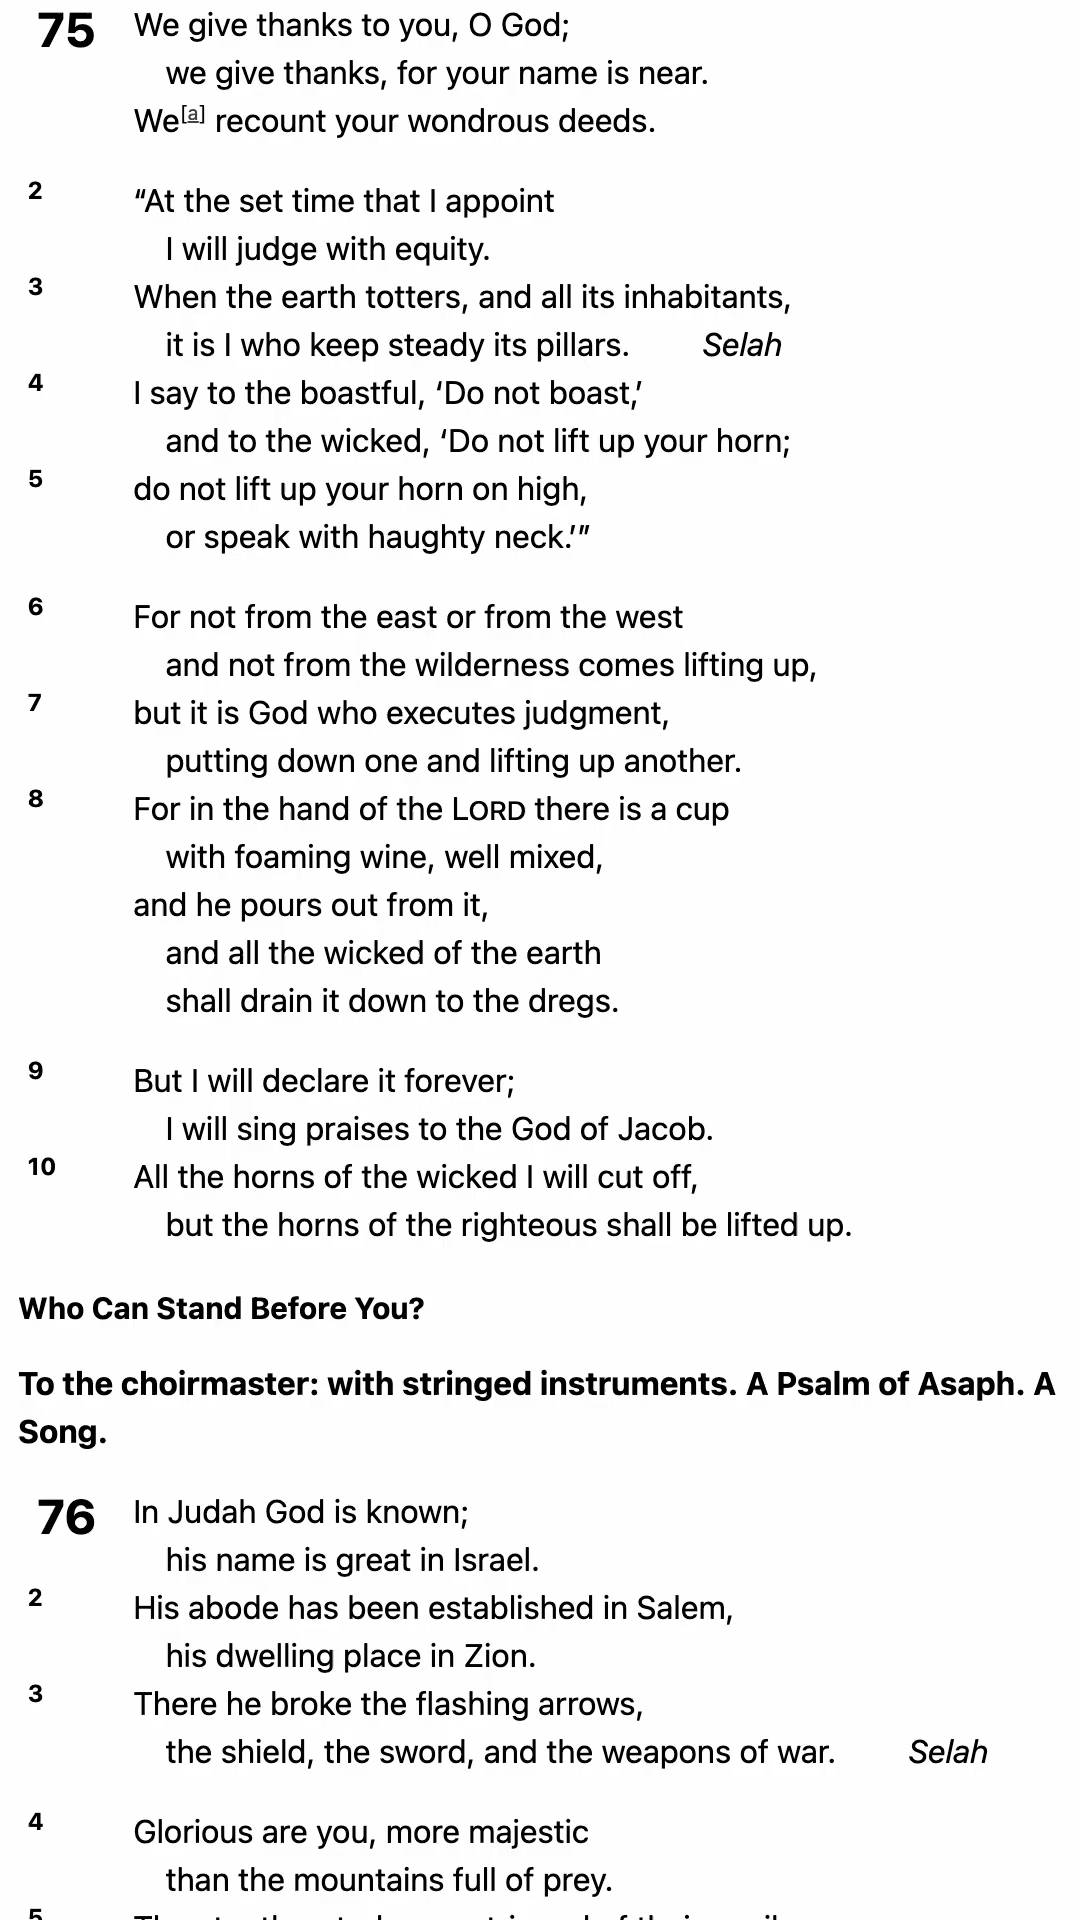 75 We give thanks to you, O God;
we give thanks, for your name is near.
We[a] recount your wondrous deeds.
2 “At the set time that I appoint
I will judge with equity.
3 When the earth totters, and all its inhabitants,
it is I who keep steady its pillars. Selah
4 I say to the boastful, ‘Do not boast,’
and to the wicked, ‘Do not lift up your horn;
5 do not lift up your horn on high,
or speak with haughty neck.’”
6 For not from the east or from the west
and not from the wilderness comes lifting up,
7 but it is God who executes judgment,
putting down one and lifting up another.
8 For in the hand of the LORD there is a cup
with foaming wine, well mixed,
and he pours out from it,
and all the wicked of the earth
shall drain it down to the dregs.
9 But I will declare it forever;
I will sing praises to the God of Jacob.
10 All the horns of the wicked I will cut off,
but the horns of the righteous shall be lifted up.
Who Can Stand Before You?
To the choirmaster: with stringed instruments. A Psalm of Asaph. A
Song.
76 In Judah God is known;
his name is great in Israel.
2 His abode has been established in Salem,
his dwelling place in Zion.
3 There he broke the flashing arrows,
the shield, the sword, and the weapons of war. Selah
4 Glorious are you, more majestic
than the mountains full of prey.
5